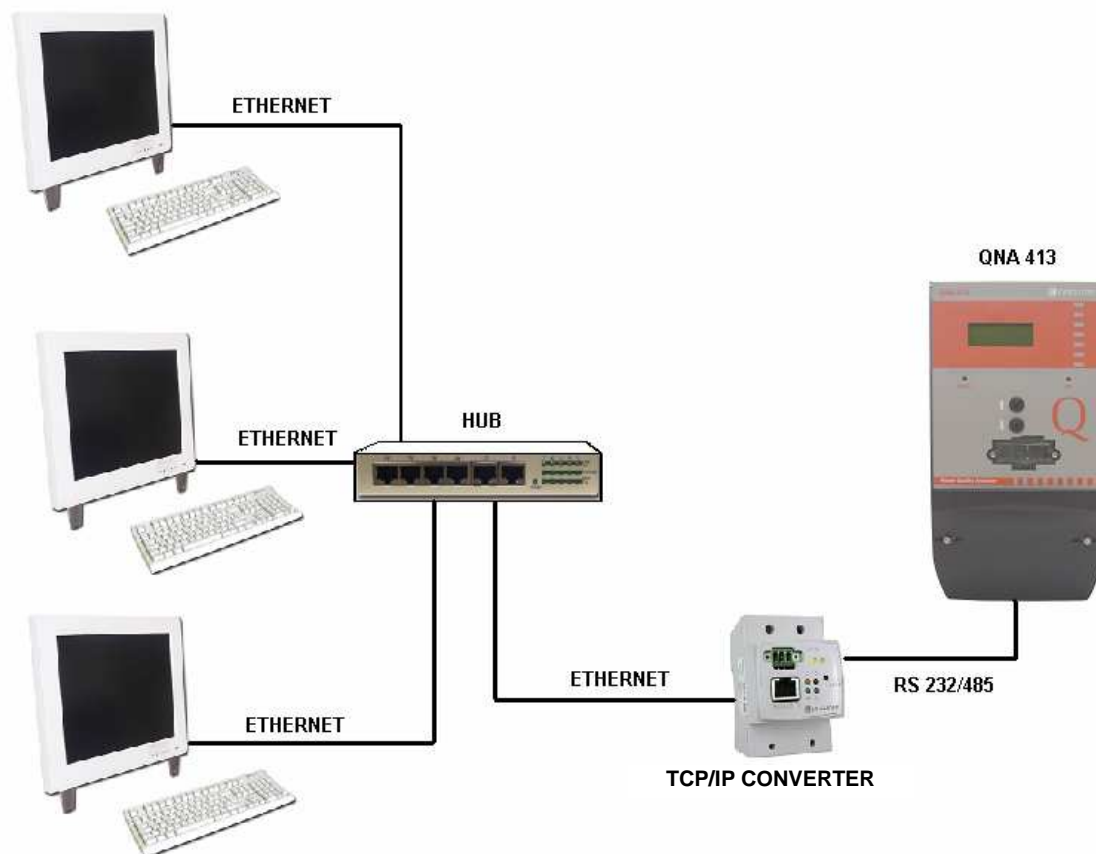 ETHERNET
QNA 413
ETHERNET
HUB
Q
ETHERNET
ETHERNET
RS 232/485
TCP/IP CONVERTER